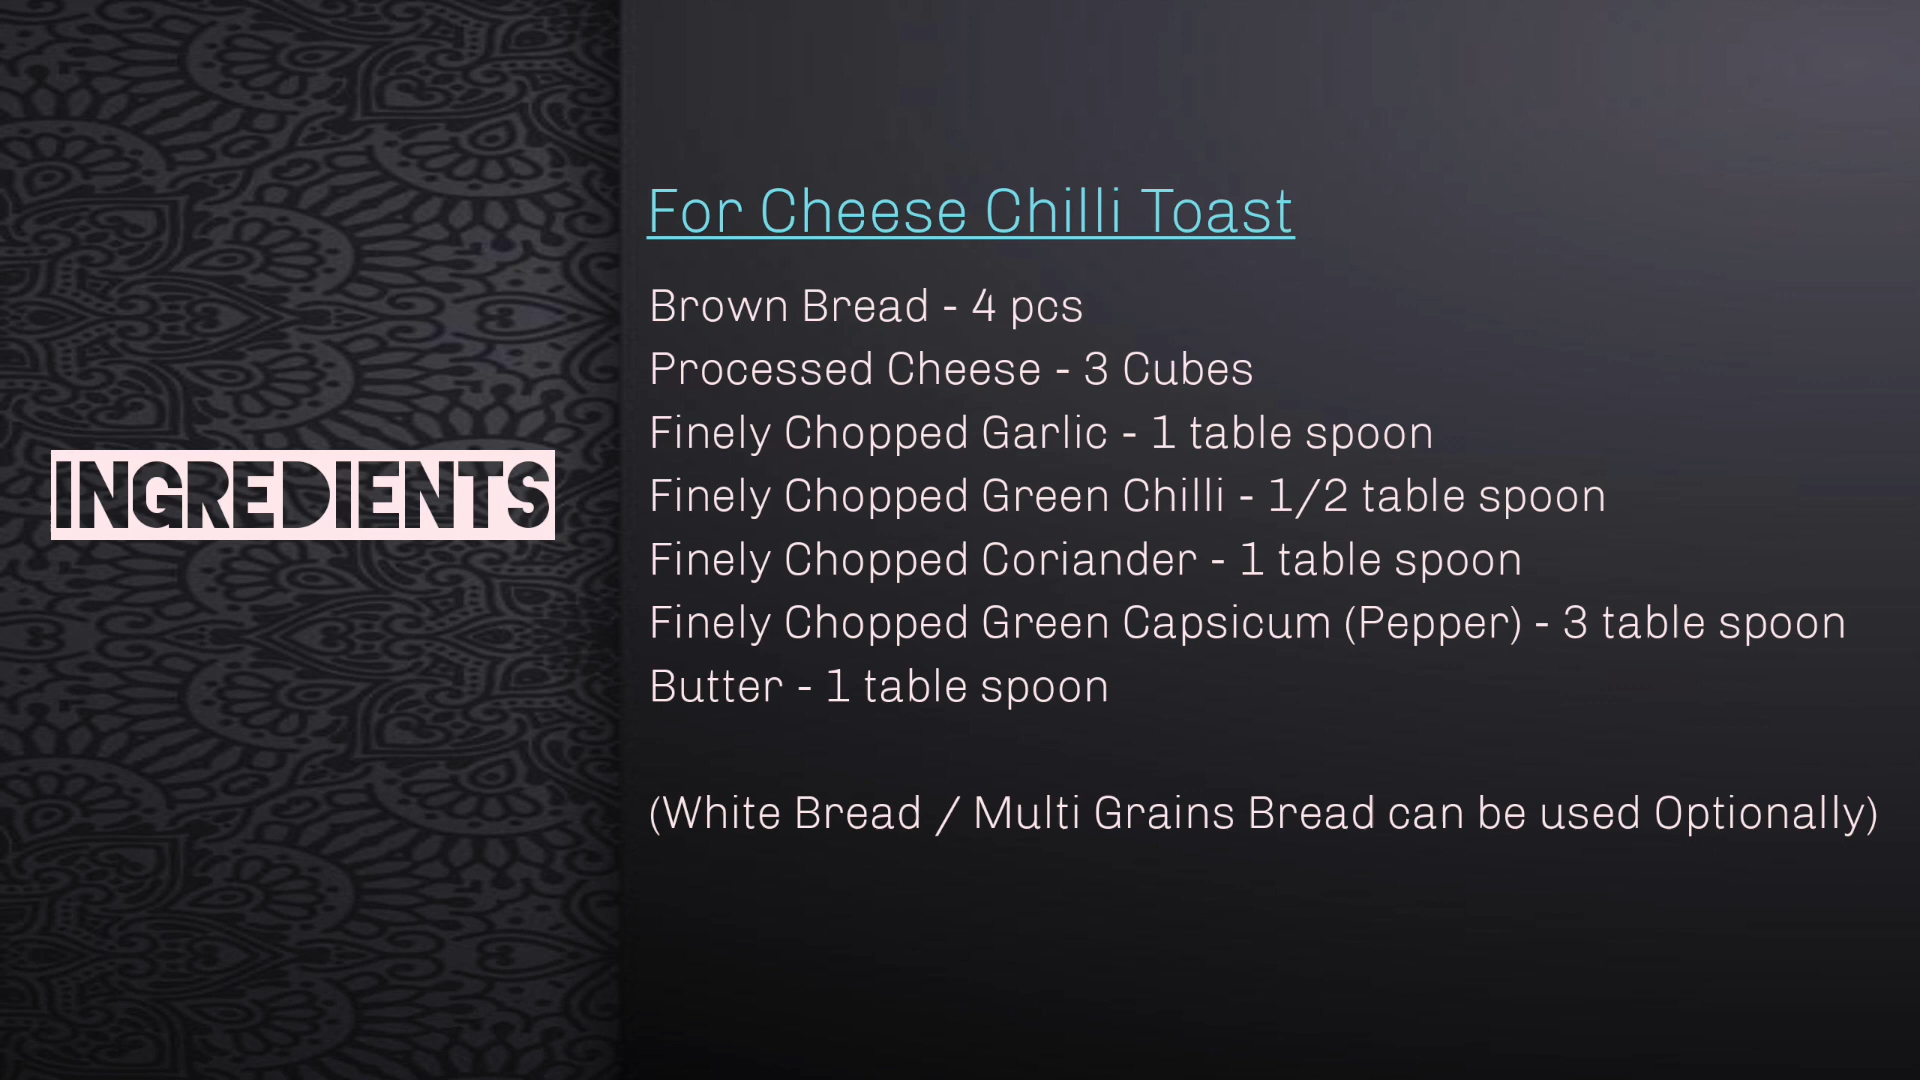 INGREDIENTS
For Cheese Chilli Toast
Brown Bread - 4 pcs
Processed Cheese - 3 Cubes
Finely Chopped Garlic - 1 table spoon
Finely Chopped Green Chilli - 1/2 table spoon
Finely Chopped Coriander - 1 table spoon
Finely Chopped Green Capsicum (Pepper) - 3 table spoon
Butter - 1 table spoon
(White Bread / Multi Grains Bread can be used Optionally)